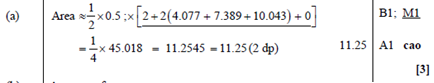 (a) Area ≈ 1/2 × 0.5 ; × { 2 + 2(4.077 + 7.389 + 10.043) + 0 } B1; M1
= 1/4 × 45.018 = 11.2545 = 11.25 (2 dp) 11.25 A1 cao
[3]